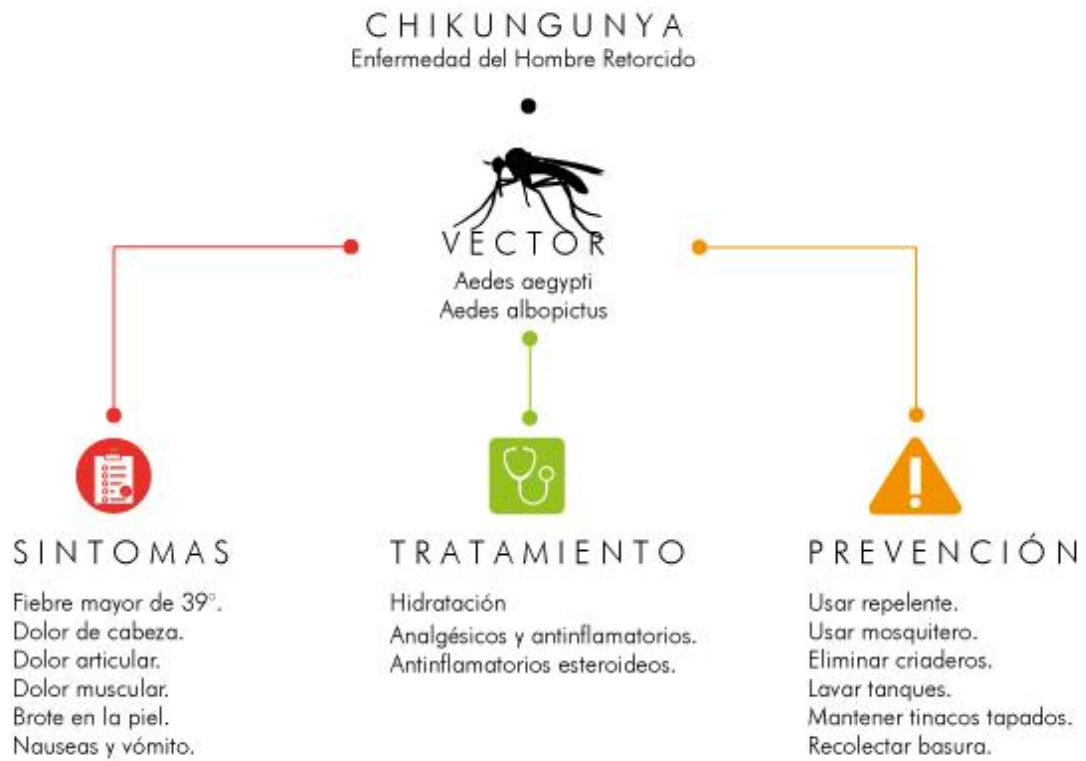 CHIKUNGUNYA
Enfermedad del Hombre Retorcido
VECTOR
Aedes aegypti
Aedes albopictus
SINTOMAS
Fiebre mayor de 39°.
Dolor de cabeza.
Dolor articular.
Dolor muscular.
Brote en la piel.
Nauseas y vómito.
TRATAMIENTO
Hidratación
Analgésicos y antinflamatorios.
Antinflamatorios esteroideos.
PREVENCIÓN
Usar repelente.
Usar mosquitero.
Eliminar criaderos.
Lavar tanques.
Mantener tinacos tapados.
Recolectar basura.